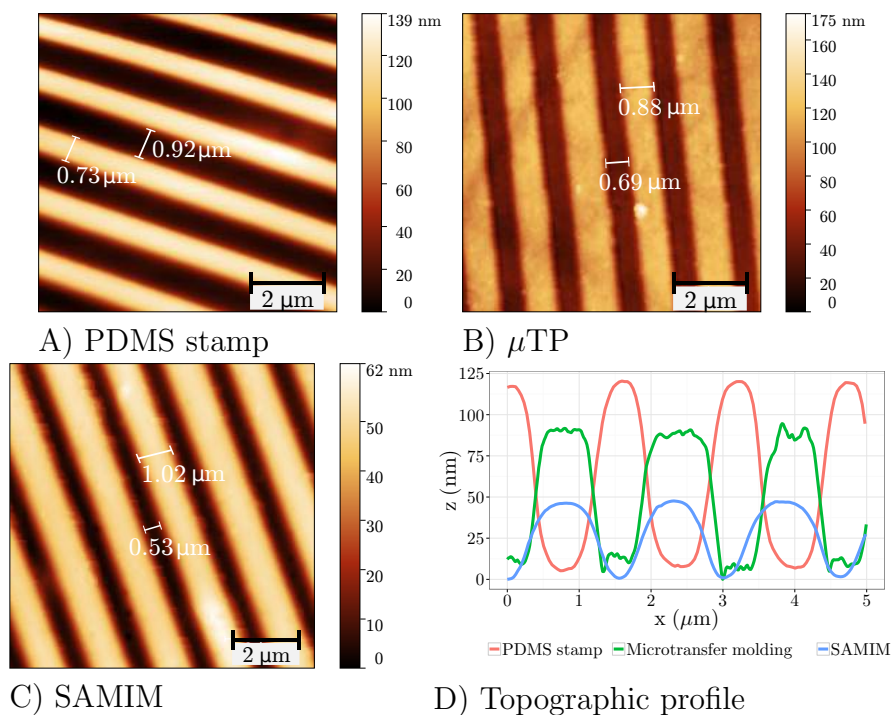 139 nm
120
100
80
60
40
20
0
0.92 µm
0.73 µm
2 µm
A) PDMS stamp
175 nm
160
140
120
100
80
60
40
20
0
0.88 µm
0.69 µm
2 µm
B) µTP
62 nm
50
40
30
20
10
0
1.02 µm
0.53 µm
2 µm
C) SAMIM
125
100
75
50
25
0
z (nm)
0 1 2 3 4 5
x (µm)
PDMS stamp Microtransfer molding SAMIM
D) Topographic profile